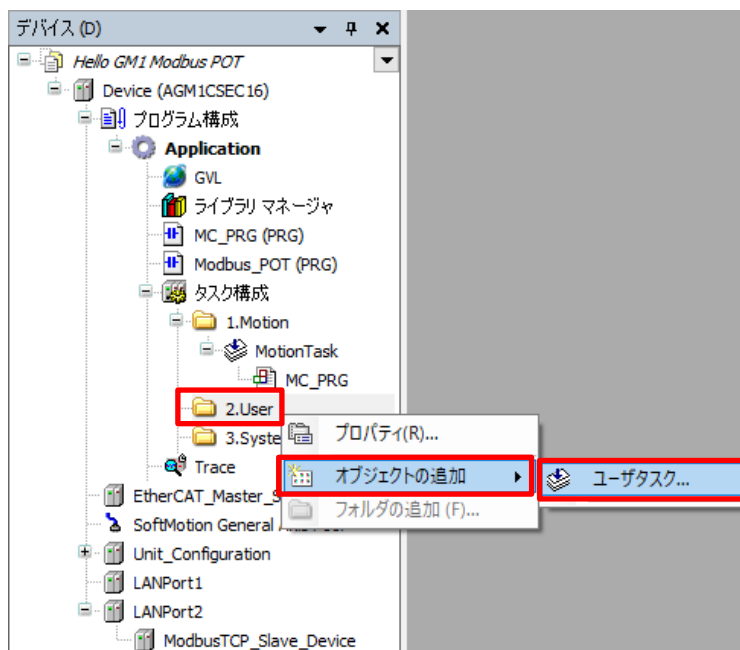 デバイス (D)
Hello GM1 Modbus POT
Device (AGM1CSEC16)
プログラム構成
Application
GVL
ライブラリ マネージャ
MC_PRG (PRG)
Modbus_POT (PRG)
タスク構成
1.Motion
MotionTask
MC_PRG
2.User
プロパティ(R)...
3.Syste
オブジェクトの追加
ユーザタスク...
Trace
EtherCAT_Master_S
フォルダの追加 (F)...
SoftMotion General
Unit_Configuration
LANPort1
LANPort2
ModbusTCP_Slave_Device